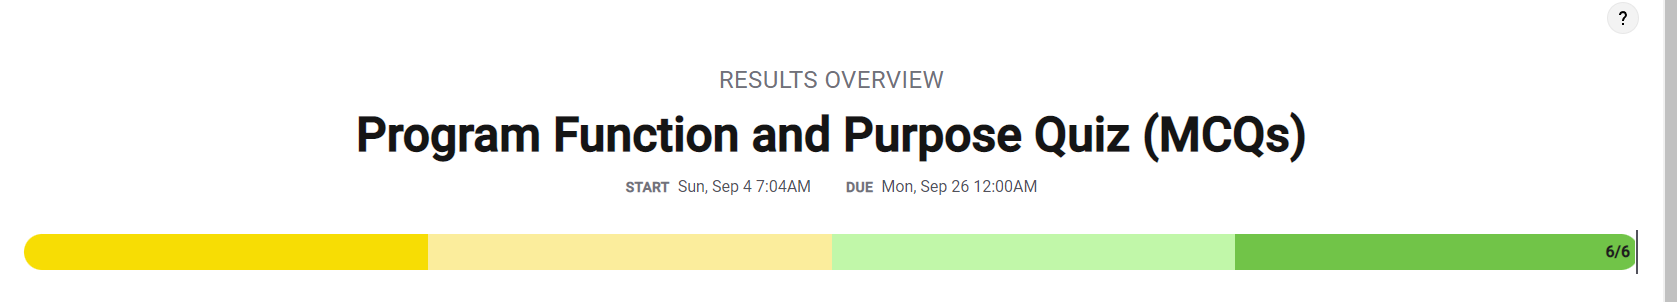 ?
RESULTS OVERVIEW
Program Function and Purpose Quiz (MCQs)
START Sun, Sep 4 7:04AM DUE Mon, Sep 26 12:00AM
6/6